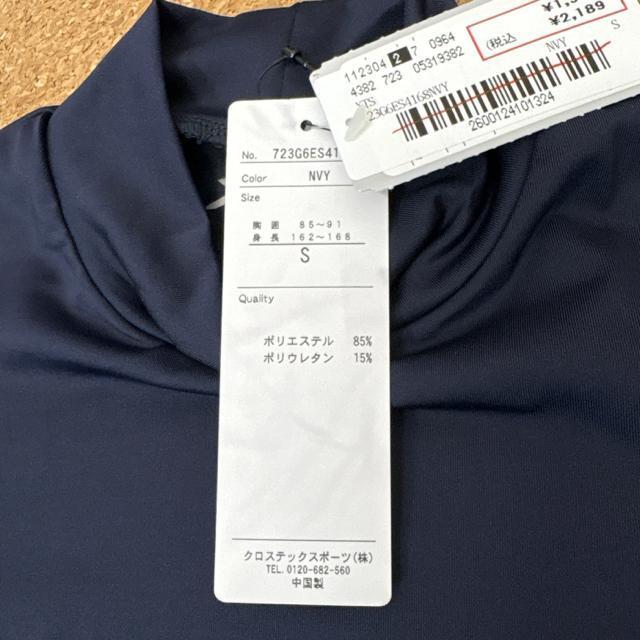 ¥2,189
(税込
NVY S
112304 2 7 0964
4382 723 05319382
723G6ES4168NVY
2600124101324
No. 723G6ES41
Color NVY
Size
胸囲 85～91
身長 162～168
S
Quality
ポリエステル 85%
ポリウレタン 15%
クロステックスポーツ(株)
TEL.0120-682-560
中国製